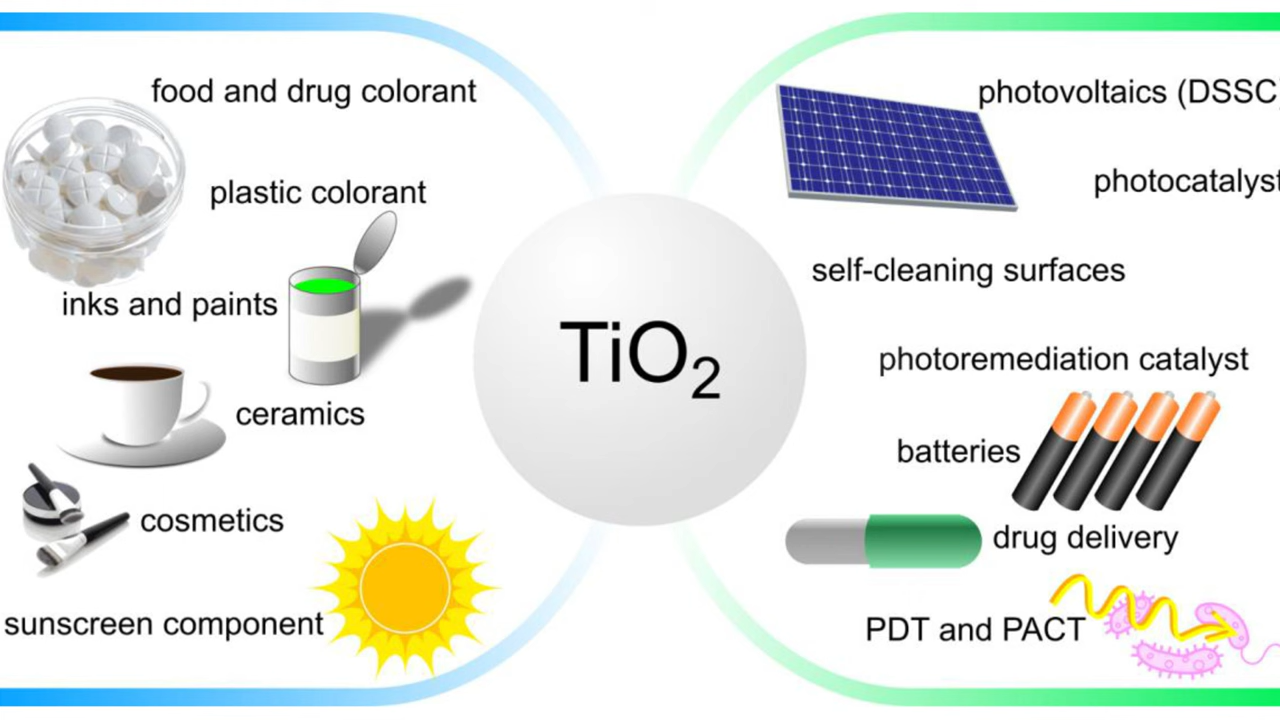 food and drug colorant
plastic colorant
inks and paints
ceramics
cosmetics
sunscreen component
TiO₂
photovoltaics (DSSC)
photocatalyst
self-cleaning surfaces
photoremediation catalyst
batteries
drug delivery
PDT and PACT